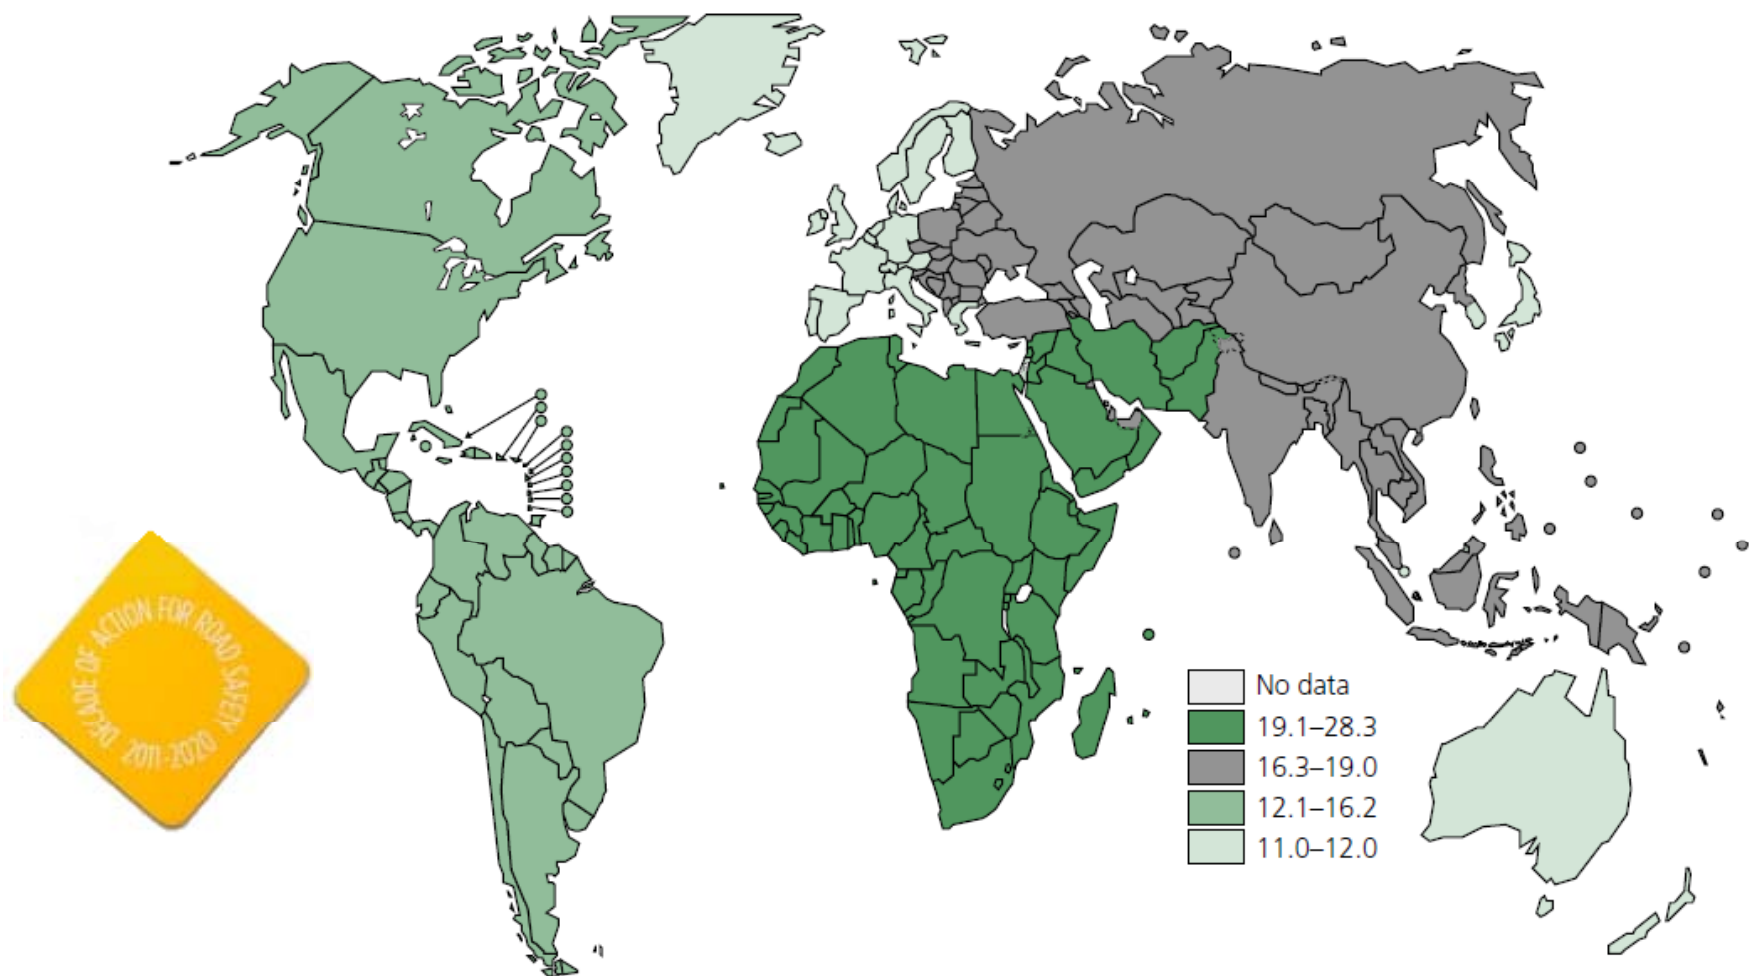 DECADE OF ACTION FOR ROAD SAFETY 2011-2020
No data
19.1–28.3
16.3–19.0
12.1–16.2
11.0–12.0